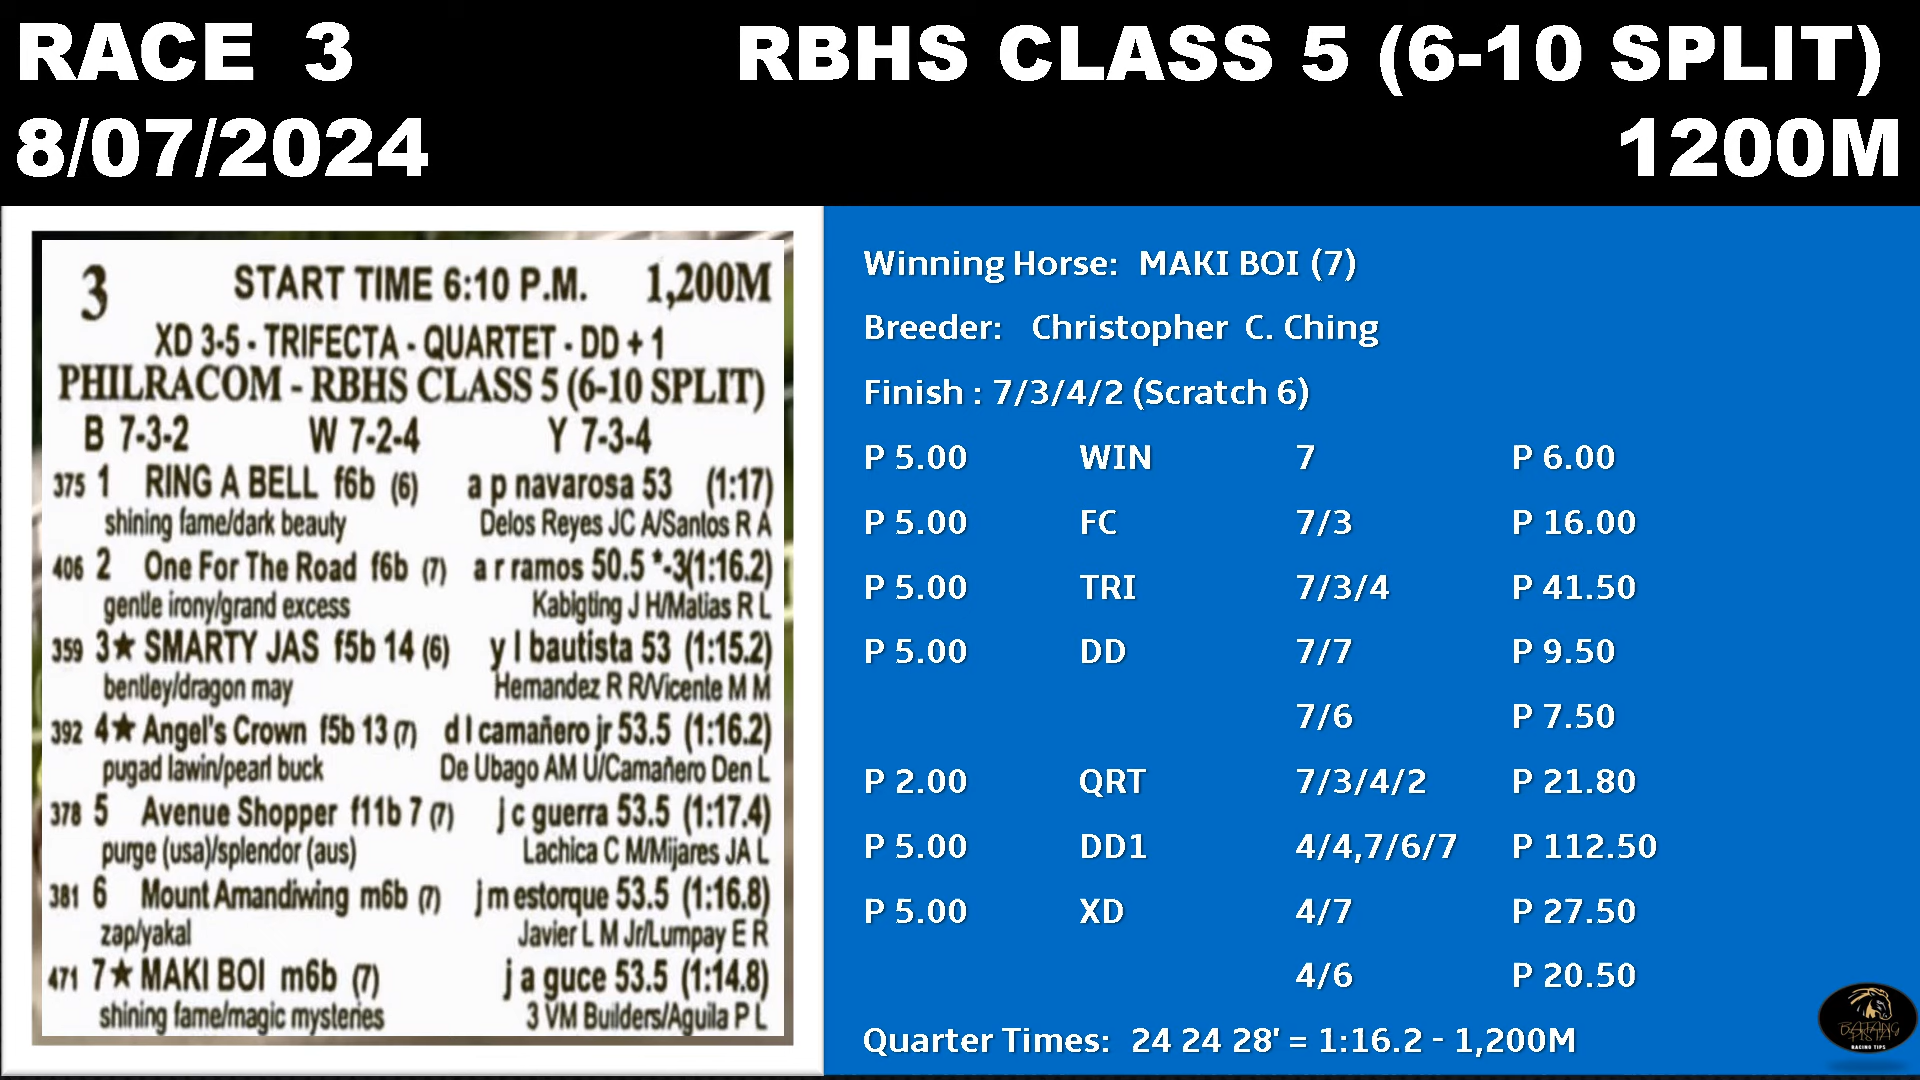 RACE 3
RBHS CLASS 5 (6-10 SPLIT)
8/07/2024
1200M
3 START TIME 6:10 P.M. 1,200M
XD 3-5 - TRIFECTA - QUARTET - DD + 1
PHILRACOM - RBHS CLASS 5 (6-10 SPLIT)
B 7-3-2 W 7-2-4 Y 7-3-4
375 1 RING A BELL f6b (6) a p navarosa 53 (1:17)
shining fame/dark beauty Delos Reyes JC A/Santos R A
406 2 One For The Road f6b (7) a r ramos 50.5 *-3(1:16.2)
gentle irony/grand excess Kabigting J H/Matias R L
359 3★ SMARTY JAS f5b 14 (6) y l bautista 53 (1:15.2)
bentley/dragon may Hernandez R R/Vicente M M
392 4★ Angel's Crown f5b 13 (7) d l camañero jr 53.5 (1:16.2)
pugad lawin/pearl buck De Ubago AM U/Camañero Den L
378 5 Avenue Shopper f11b 7 (7) j c guerra 53.5 (1:17.4)
purge (usa)/splendor (aus) Lachica C M/Mijares JA L
381 6 Mount Amandiwing m6b (7) j m estorque 53.5 (1:16.8)
zap/yakal Javier L M Jr/Lumpay E R
471 7★ MAKI BOI m6b (7) j a guce 53.5 (1:14.8)
shining fame/magic mysteries 3 VM Builders/Aguila P L
Winning Horse: MAKI BOI (7)
Breeder: Christopher C. Ching
Finish : 7/3/4/2 (Scratch 6)
P 5.00 WIN 7 P 6.00
P 5.00 FC 7/3 P 16.00
P 5.00 TRI 7/3/4 P 41.50
P 5.00 DD 7/7 P 9.50
7/6 P 7.50
P 2.00 QRT 7/3/4/2 P 21.80
P 5.00 DD1 4/4,7/6/7 P 112.50
P 5.00 XD 4/7 P 27.50
4/6 P 20.50
Quarter Times: 24 24 28' = 1:16.2 - 1,200M
BATANG
PISTA
RACING TIPS